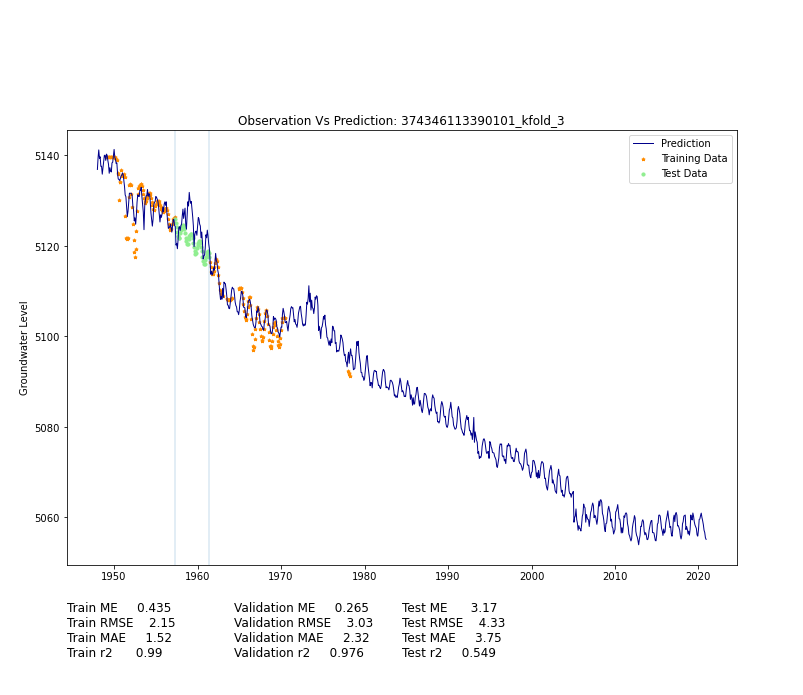 Observation Vs Prediction: 374346113390101_kfold_3
Prediction
Training Data
Test Data
Groundwater Level
5140
5120
5100
5080
5060
1950 1960 1970 1980 1990 2000 2010 2020
Train ME 0.435 Validation ME 0.265 Test ME 3.17
Train RMSE 2.15 Validation RMSE 3.03 Test RMSE 4.33
Train MAE 1.52 Validation MAE 2.32 Test MAE 3.75
Train r2 0.99 Validation r2 0.976 Test r2 0.549